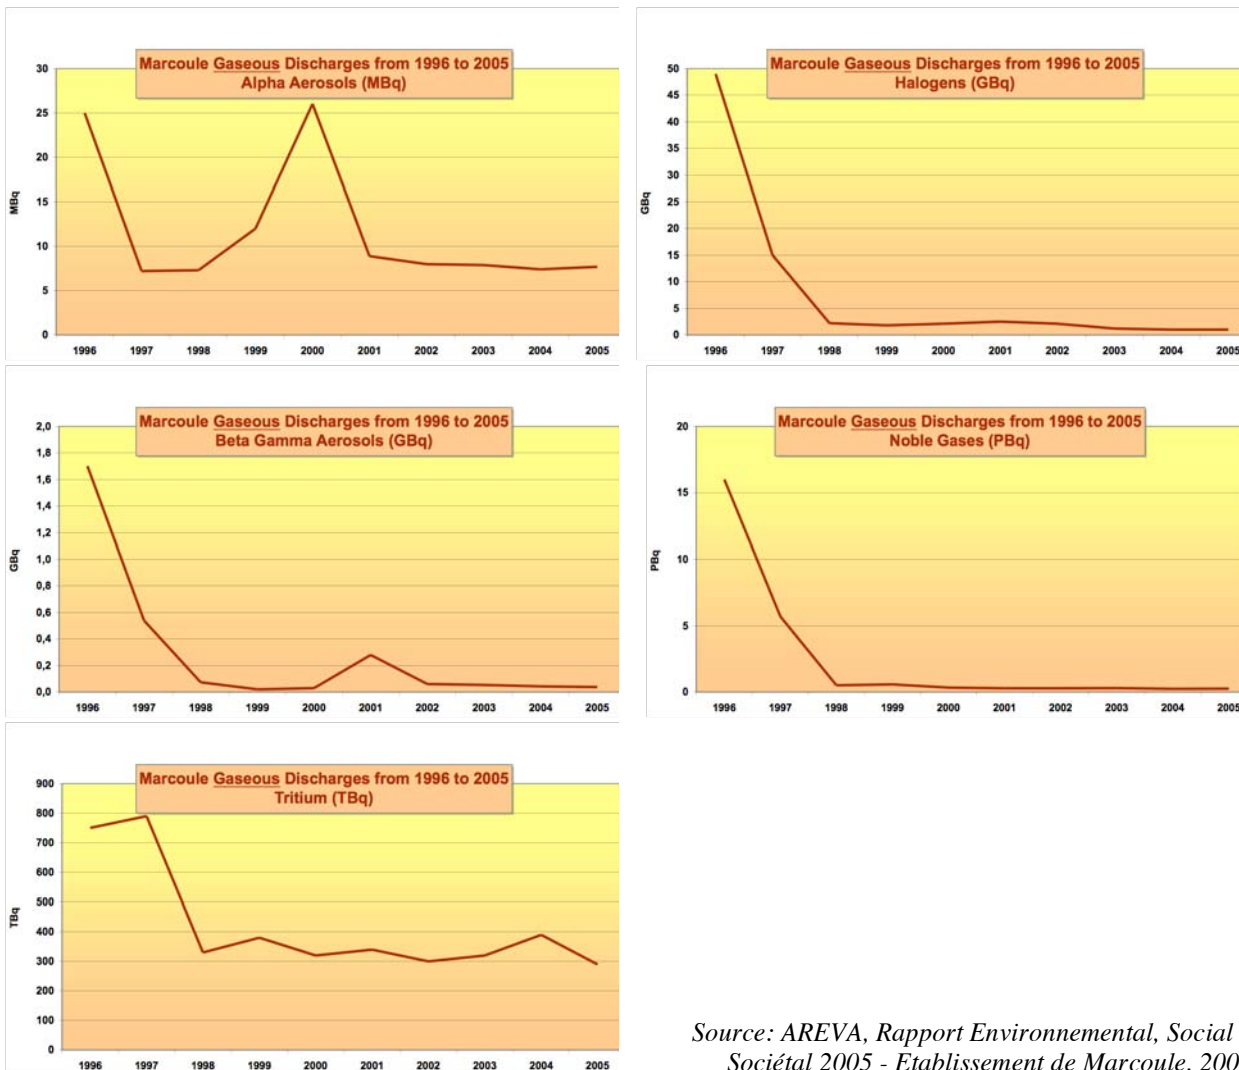 Marcoule Gaseous Discharges from 1996 to 2005
Alpha Aerosols (MBq)
30
25
20
15
10
5
0
MBq
1996 1997 1998 1999 2000 2001 2002 2003 2004 2005
Marcoule Gaseous Discharges from 1996 to 2005
Halogens (GBq)
50
45
40
35
30
25
20
15
10
5
0
GBq
1996 1997 1998 1999 2000 2001 2002 2003 2004 2005
Marcoule Gaseous Discharges from 1996 to 2005
Beta Gamma Aerosols (GBq)
2,0
1,8
1,6
1,4
1,2
1,0
0,8
0,6
0,4
0,2
0,0
GBq
1996 1997 1998 1999 2000 2001 2002 2003 2004 2005
Marcoule Gaseous Discharges from 1996 to 2005
Noble Gases (PBq)
20
15
10
5
0
PBq
1996 1997 1998 1999 2000 2001 2002 2003 2004 2005
Marcoule Gaseous Discharges from 1996 to 2005
Tritium (TBq)
900
800
700
600
500
400
300
200
100
0
TBq
1996 1997 1998 1999 2000 2001 2002 2003 2004 2005
Source: AREVA, Rapport Environnemental, Social
Sociétal 2005 - Etablissement de Marcoule, 200